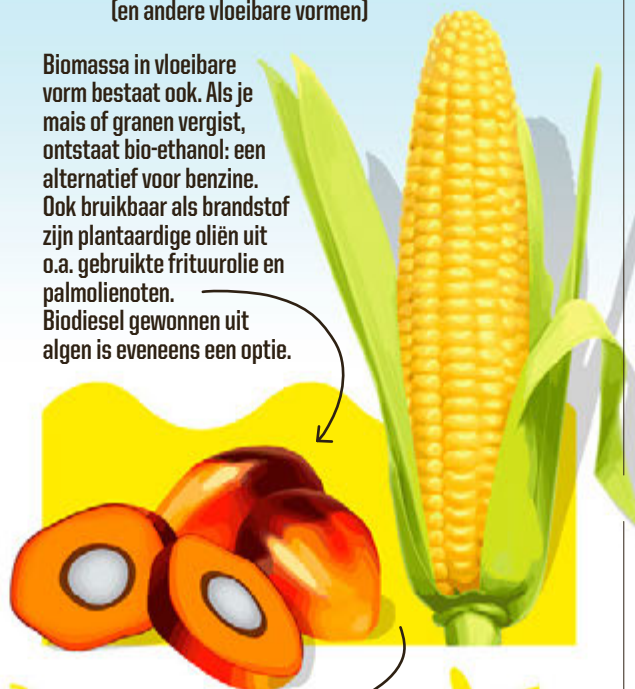 (en andere vloeibare vormen)
Biomassa in vloeibare
vorm bestaat ook. Als je
mais of granen vergist,
ontstaat bio-ethanol: een
alternatief voor benzine.
Ook bruikbaar als brandstof
zijn plantaardige oliën uit
o.a. gebruikte frituurolie en
palmolienoten.
Biodiesel gewonnen uit
algen is eveneens een optie.